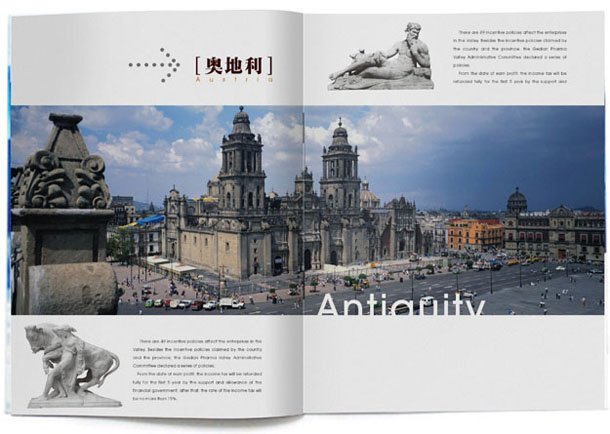 [ 奥地利 ]
Austria
There are 49 incentive policies affect the enterprises
in the Valley. Besides the incentive policies claimed by
the country and the province, the Gedian Pharma
Valley Administrative Committee declared a series of
policies.
From the date of earn profit, the income tax will be
refunded fully for the first 5 year by the support and
Antiquity
There are 49 incentive policies affect the enterprises in the
Valley. Besides the incentive policies claimed by the country
and the province, the Gedian Pharma Valley Administrative
Committee declared a series of policies.
From the date of earn profit, the income tax will be refunded
fully for the first 5 year by the support and allowance of the
financial government; after that, the rate of the income tax will
be no more than 15%.